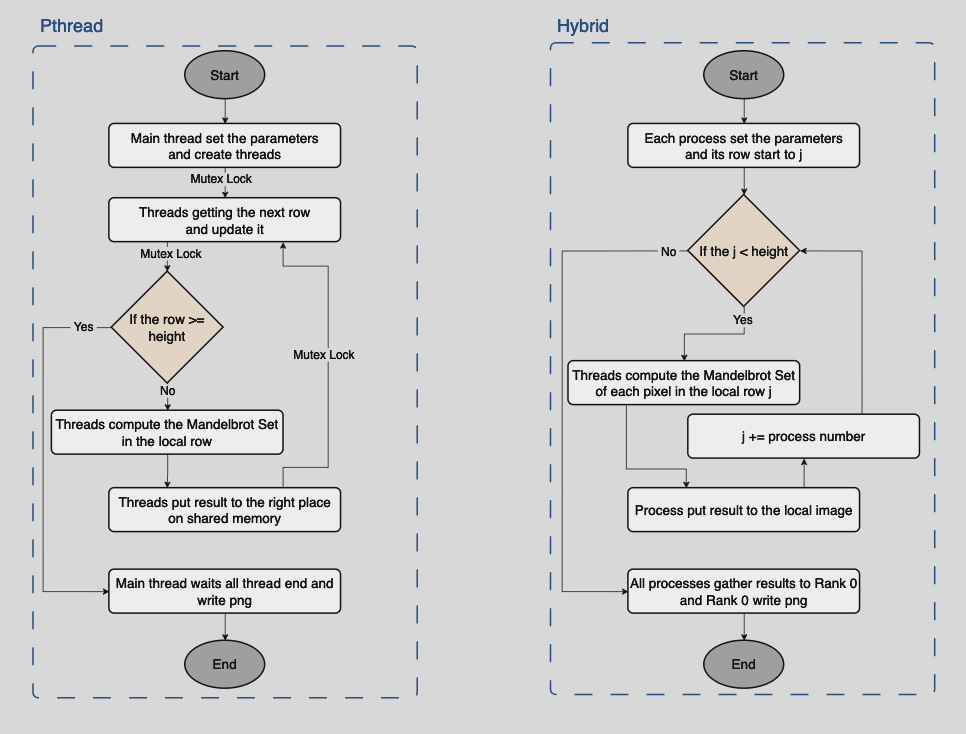 Pthread
Start
Main thread set the parameters
and create threads
Mutex Lock
Threads getting the next row
and update it
Mutex Lock
If the row >=
height
Yes
Mutex Lock
No
Threads compute the Mandelbrot Set
in the local row
Threads put result to the right place
on shared memory
Main thread waits all thread end and
write png
End
Hybrid
Start
Each process set the parameters
and its row start to j
If the j < height
No
Yes
Threads compute the Mandelbrot Set
of each pixel in the local row j
j += process number
Process put result to the local image
All processes gather results to Rank 0
and Rank 0 write png
End